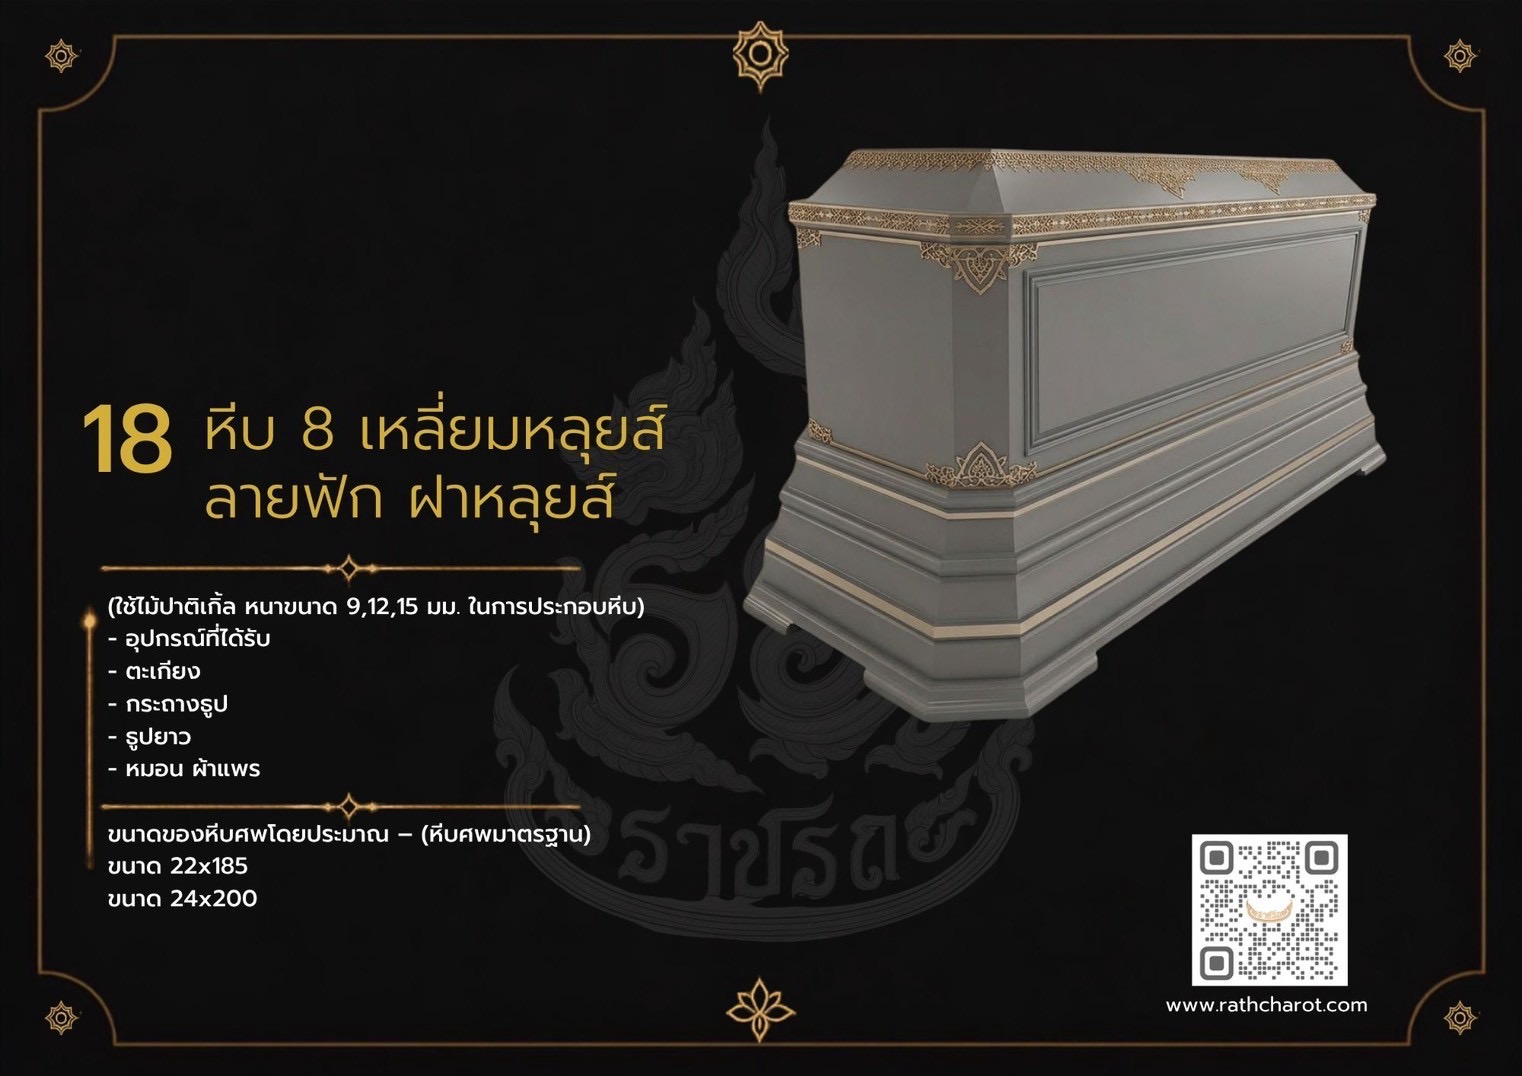 18 หีบ 8 เหลี่ยมหลุยส์
ลายฟัก ฝาหลุยส์
(ใช้ไม้ปาติเกิ้ล หนาขนาด 9,12,15 มม. ในการประกอบหีบ)
- อุปกรณ์ที่ได้รับ
- ตะเกียง
- กระถางธูป
- ธูปยาว
- หมอน ผ้าแพร
ขนาดของหีบศพโดยประมาณ – (หีบศพมาตรฐาน)
ขนาด 22x185
ขนาด 24x200
ราชรถ
www.rathcharot.com